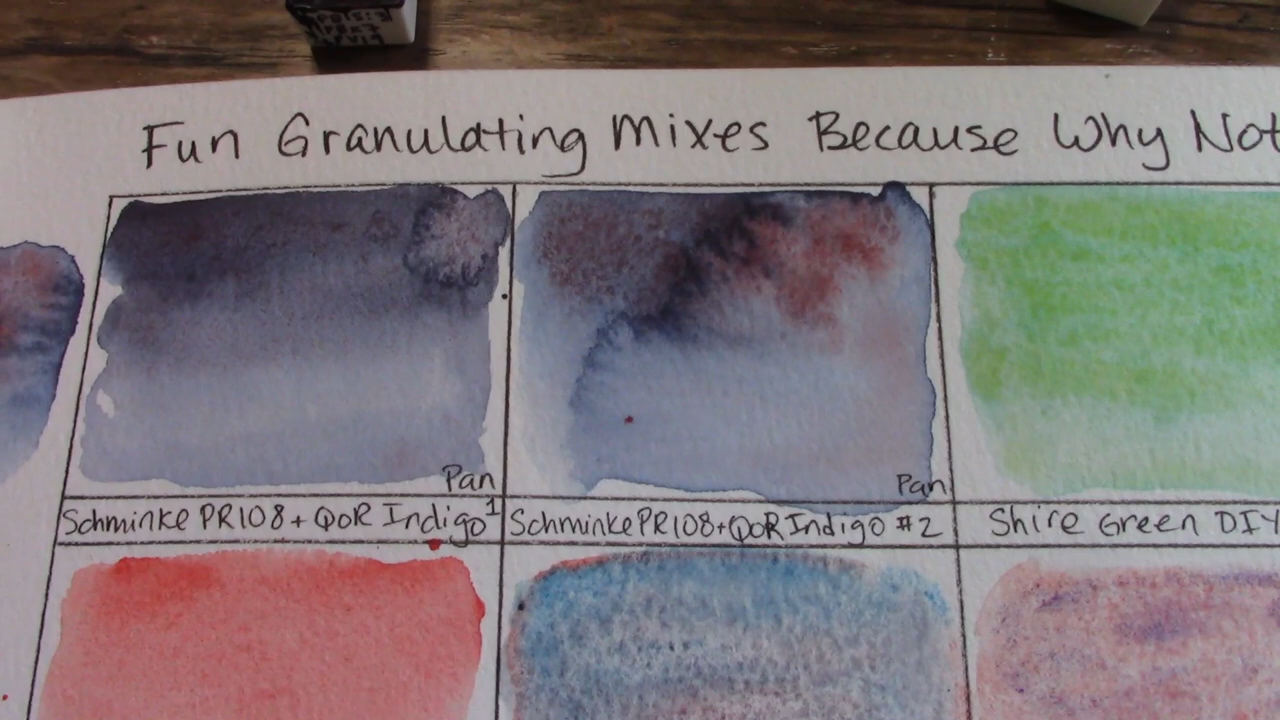 Fun Granulating Mixes Because Why Not
Pan
Pan
Schminke PR108 + QoR Indigo 1
Schminke PR108 + QoR Indigo #2
Shire Green DIY